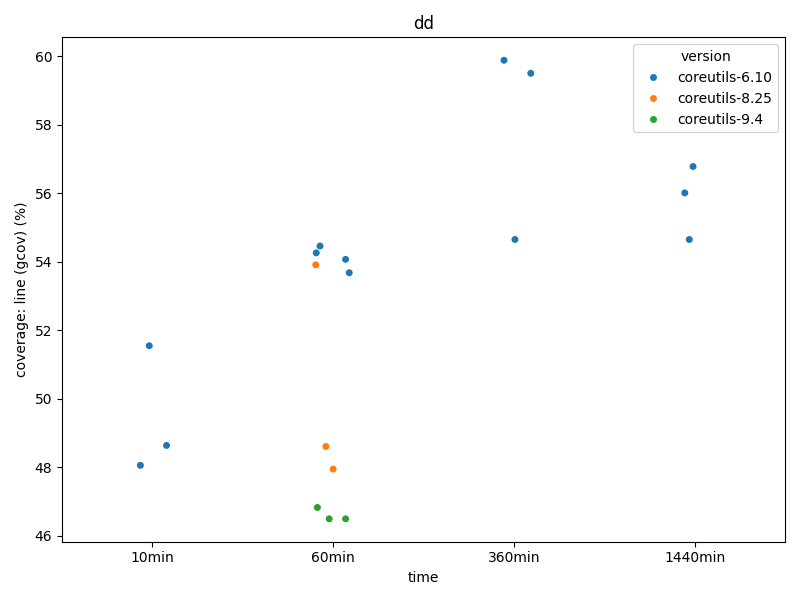 dd
version
coreutils-6.10
coreutils-8.25
coreutils-9.4
coverage: line (gcov) (%)
60
58
56
54
52
50
48
46
10min
60min
360min
1440min
time